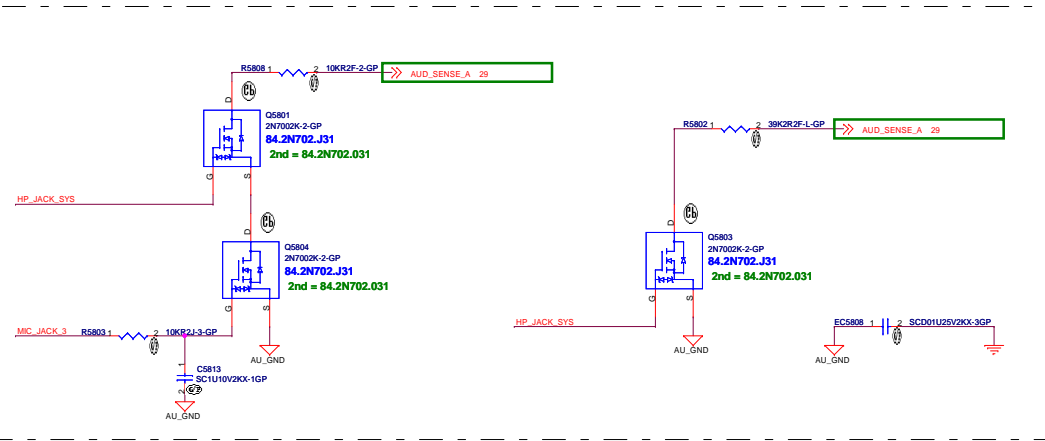 R5808 1 2 10KR2F-2-GP
AUD_SENSE_A 29
D
Q5801
2N7002K-2-GP
84.2N702.J31
2nd = 84.2N702.031
G S
HP_JACK_SYS
D
Q5804
2N7002K-2-GP
84.2N702.J31
2nd = 84.2N702.031
G S
MIC_JACK_3
R5803 1 2 10KR2J-3-GP
AU_GND
1
C5813
SC1U10V2KX-1GP
2
AU_GND
R5802 1 2 39K2R2F-L-GP
AUD_SENSE_A 29
D
Q5803
2N7002K-2-GP
84.2N702.J31
2nd = 84.2N702.031
G S
HP_JACK_SYS
AU_GND
EC5808 1 2 SCD01U25V2KX-3GP
AU_GND